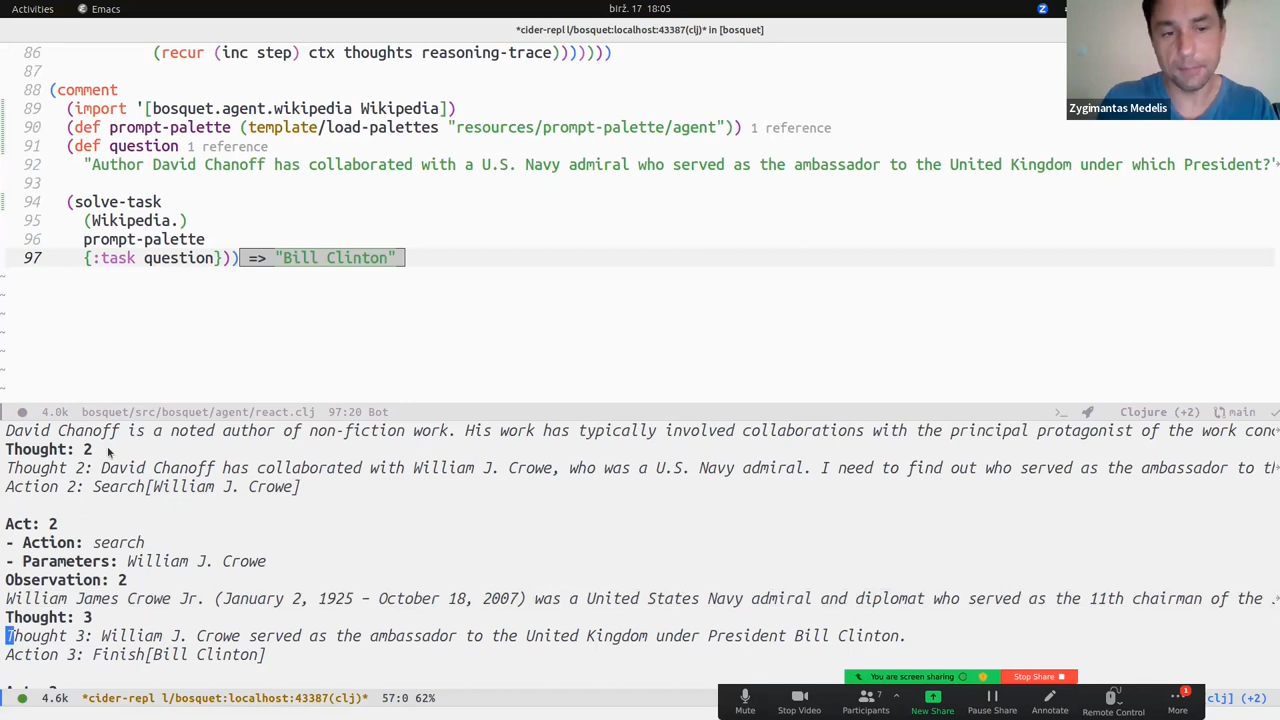 Activities Emacs birž. 17 18:05
*cider-repl l/bosquet:localhost:43387(clj)* in [bosquet]
86 (recur (inc step) ctx thoughts reasoning-trace)))))))
87
88 (comment
89 (import '[bosquet.agent.wikipedia Wikipedia])
90 (def prompt-palette (template/load-palettes "resources/prompt-palette/agent")) 1 reference
91 (def question 1 reference
92 "Author David Chanoff has collaborated with a U.S. Navy admiral who served as the ambassador to the United Kingdom under which President?"
93
94 (solve-task
95 (Wikipedia.)
96 prompt-palette
97 {:task question})) => "Bill Clinton"
Zygimantas Medelis
4.0k bosquet/src/bosquet/agent/react.clj 97:20 Bot Clojure (+2) main
David Chanoff is a noted author of non-fiction work. His work has typically involved collaborations with the principal protagonist of the work
Thought: 2
Thought 2: David Chanoff has collaborated with William J. Crowe, who was a U.S. Navy admiral. I need to find out who served as the ambassador to
Action 2: Search[William J. Crowe]
Act: 2
- Action: search
- Parameters: William J. Crowe
Observation: 2
William James Crowe Jr. (January 2, 1925 – October 18, 2007) was a United States Navy admiral and diplomat who served as the 11th chairman of the
Thought: 3
Thought 3: William J. Crowe served as the ambassador to the United Kingdom under President Bill Clinton.
Action 3: Finish[Bill Clinton]
You are screen sharing Stop Share
4.6k *cider-repl l/bosquet:localhost:43387(clj)* 57:0 62% clj] (+2)
7 1
Mute Stop Video Participants New Share Pause Share Annotate Remote Control More